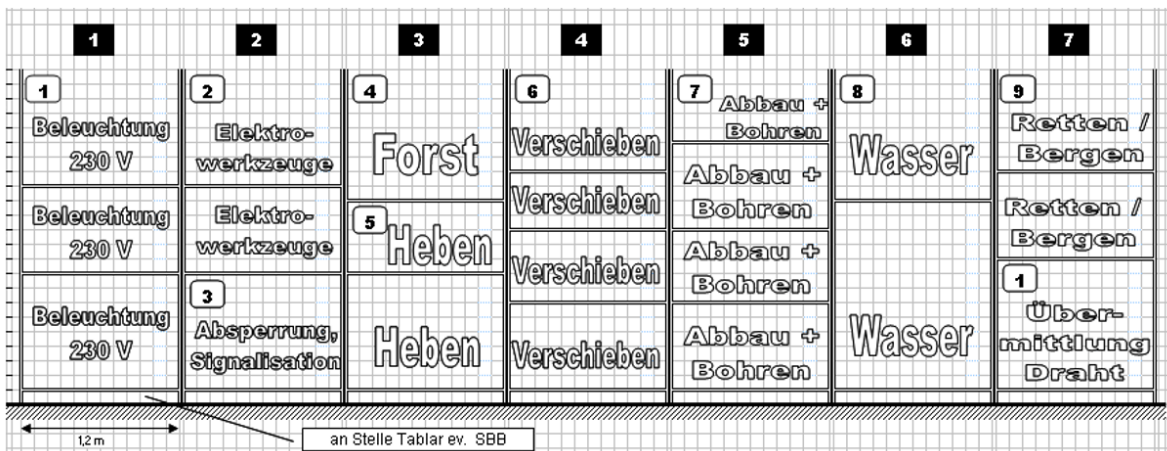 1 2 3 4 5 6 7
1
Beleuchtung
230 V
Beleuchtung
230 V
Beleuchtung
230 V
2
Elektro-
werkzeuge
Elektro-
werkzeuge
3
Absperrung,
Signalisation
4
Forst
5
Heben
Heben
6
Verschieben
Verschieben
Verschieben
Verschieben
7
Abbau +
Bohren
Abbau +
Bohren
Abbau +
Bohren
Abbau +
Bohren
8
Wasser
Wasser
9
Retten /
Bergen
Retten /
Bergen
1
Über-
mittlung
Draht
1,2 m
an Stelle Tablar ev. SBB